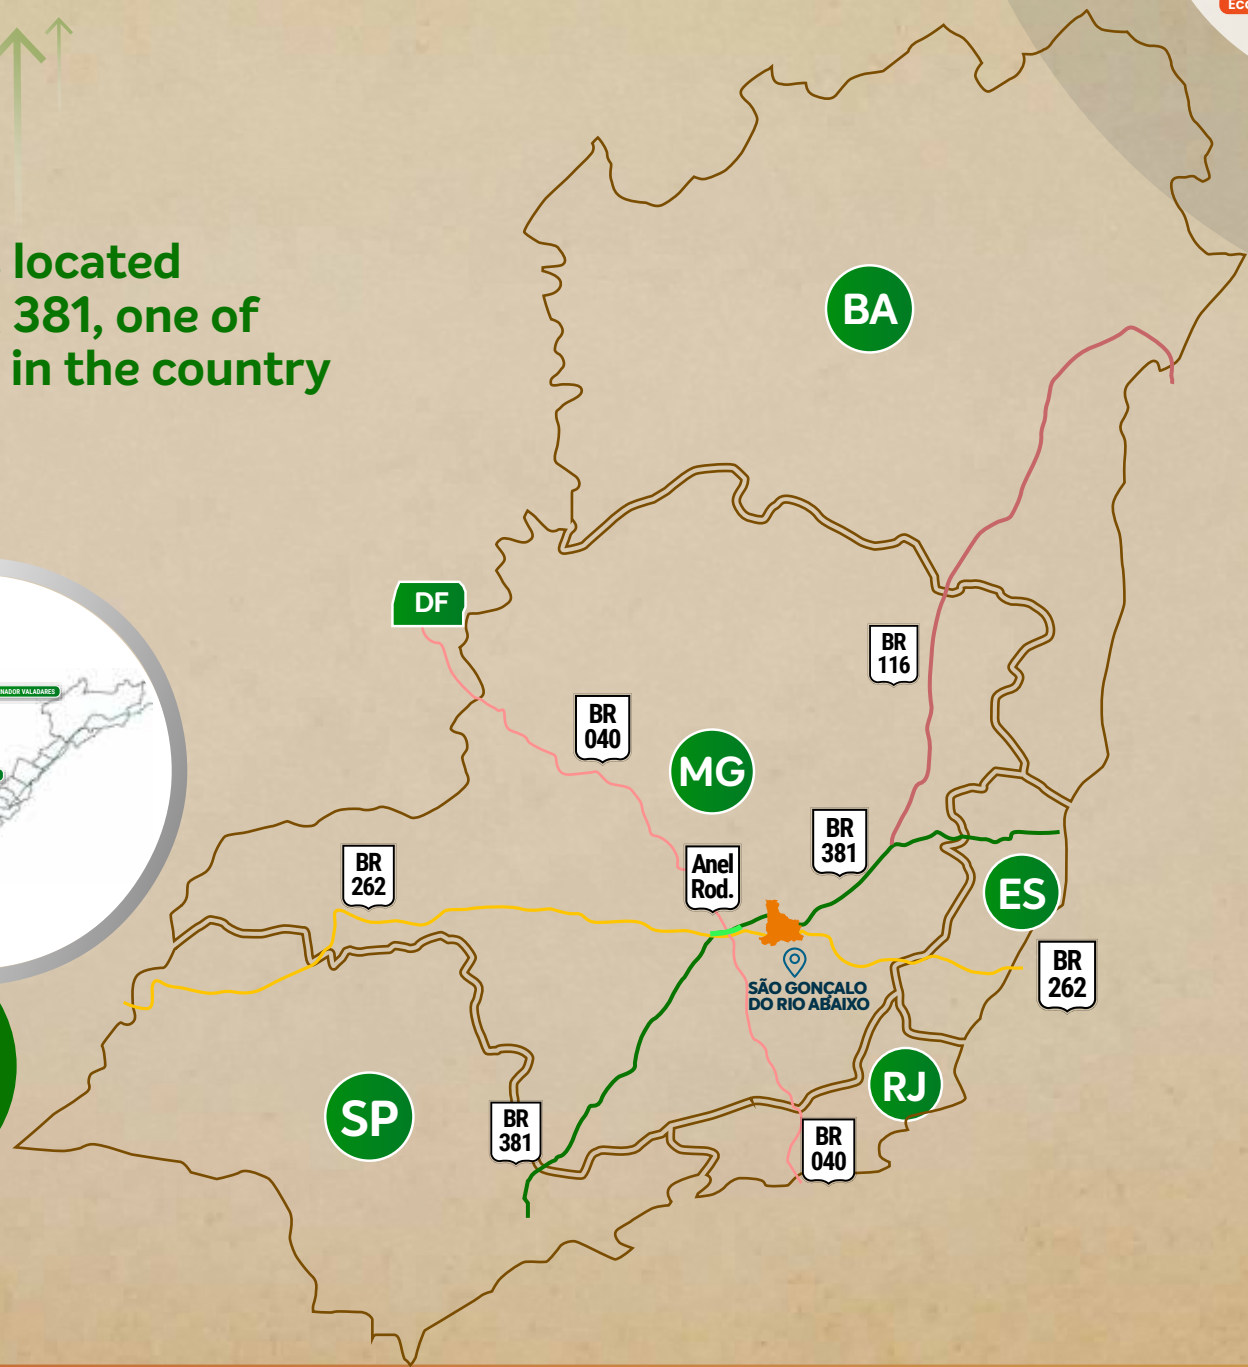 located
381, one of
in the country
BA
DF
BR
116
BR
040
MG
BR
381
BR
262
Anel
Rod.
ES
SÃO GONÇALO
DO RIO ABAIXO
BR
262
RJ
SP
BR
381
BR
040
VALADARES